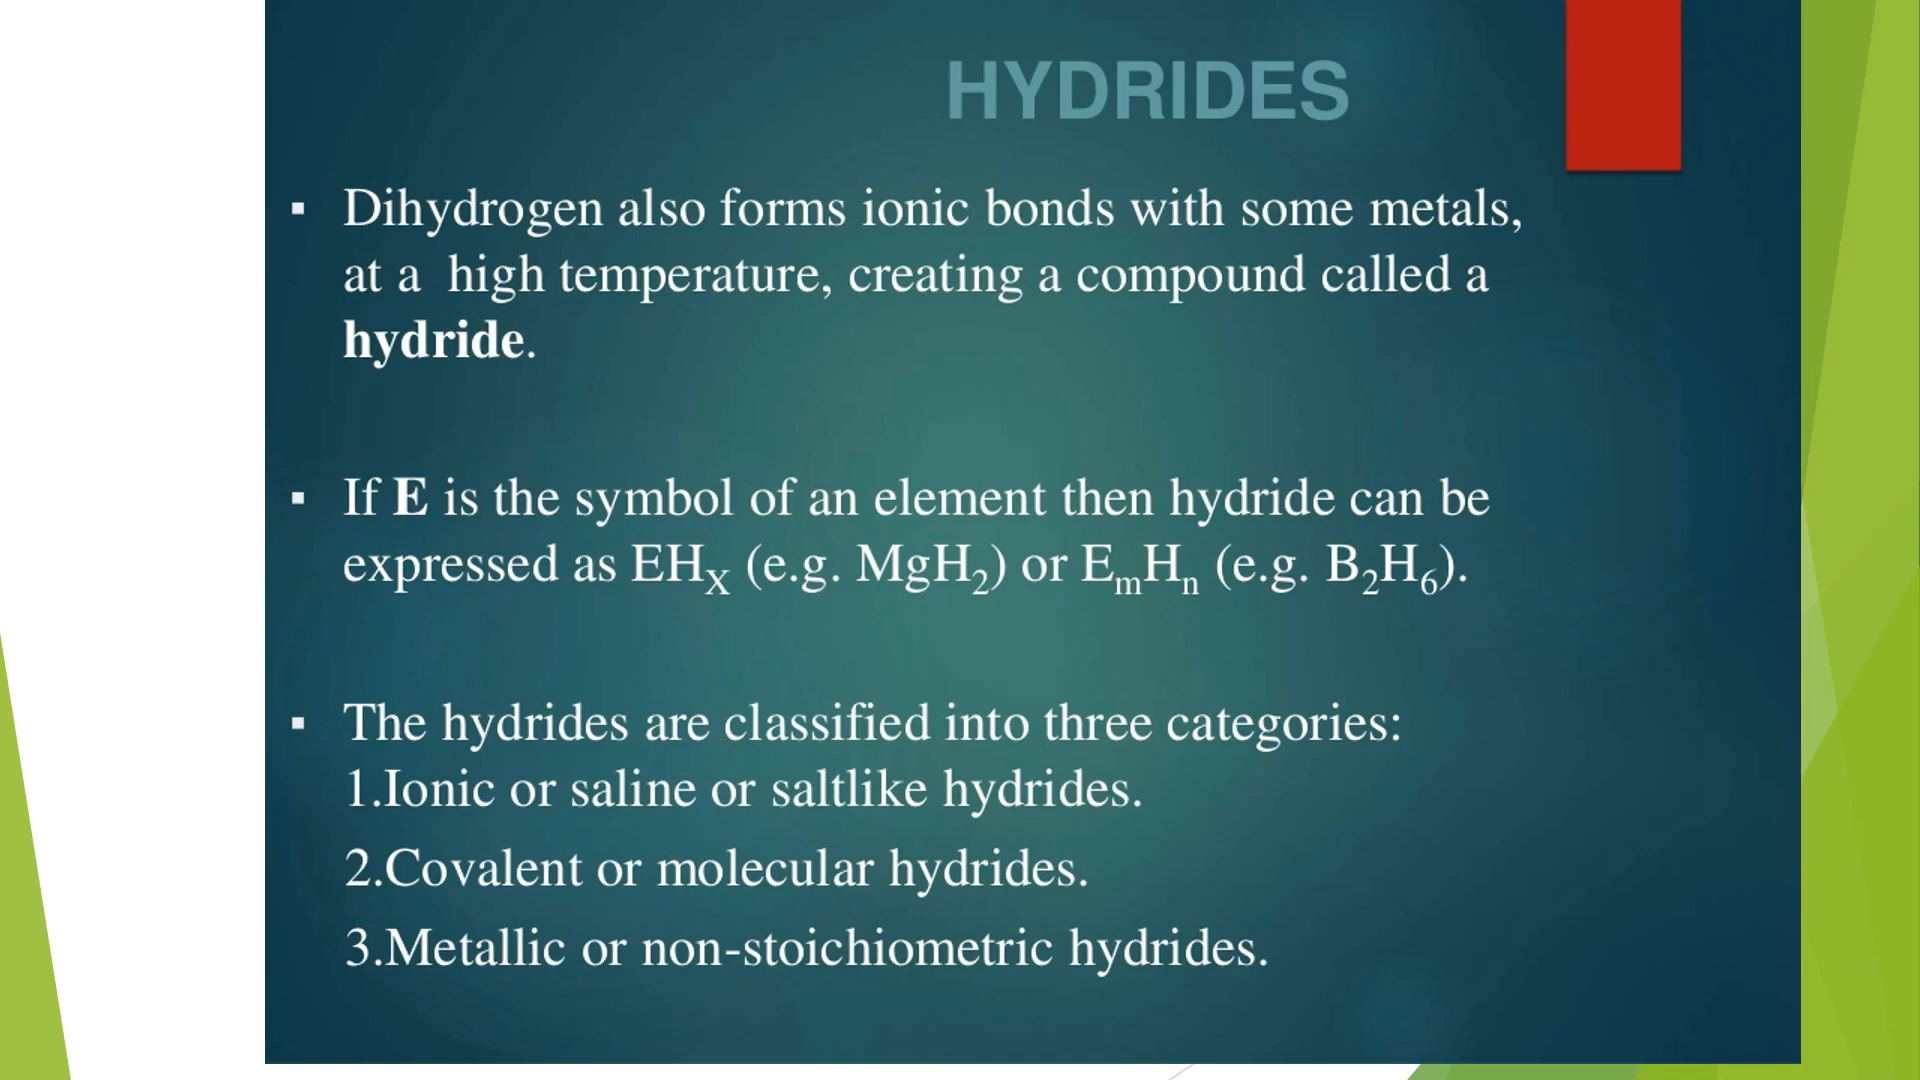 HYDRIDES
▪ Dihydrogen also forms ionic bonds with some metals,
at a  high temperature, creating a compound called a
hydride.
▪ If E is the symbol of an element then hydride can be
expressed as EHX (e.g. MgH2) or EmHn (e.g. B2H6).
▪ The hydrides are classified into three categories:
1.Ionic or saline or saltlike hydrides.
2.Covalent or molecular hydrides.
3.Metallic or non-stoichiometric hydrides.